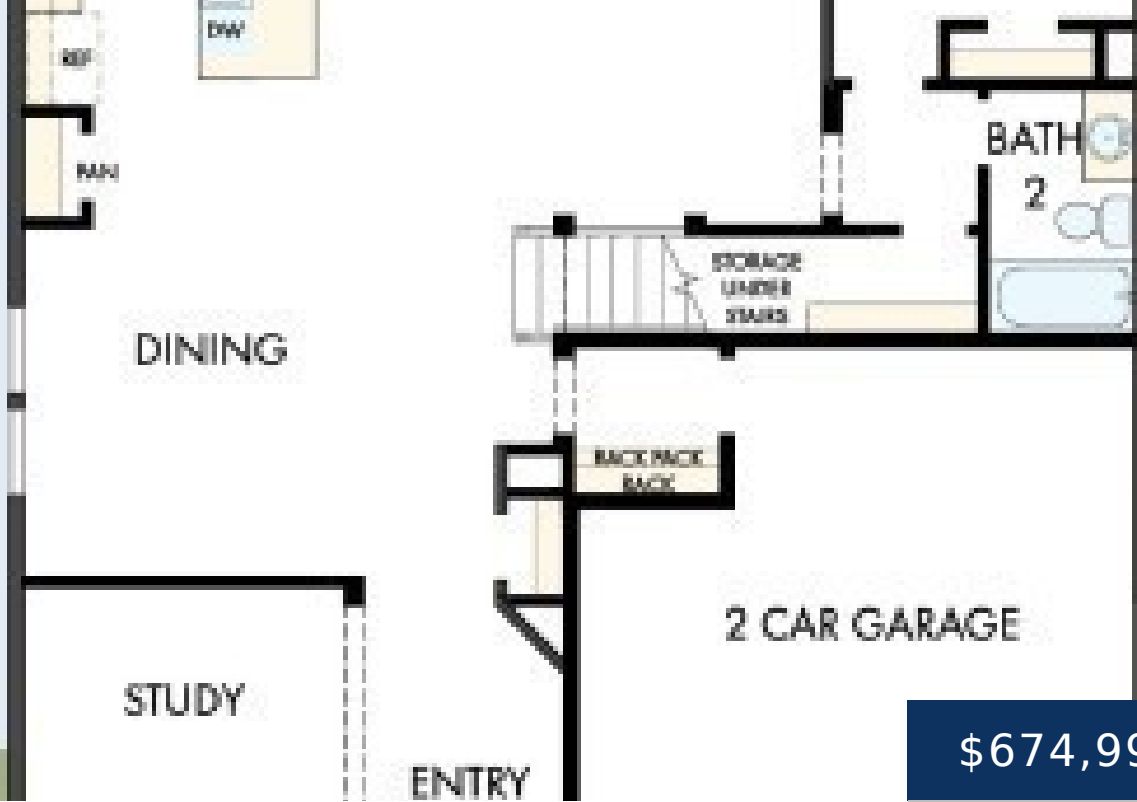 DW
REF
PAN
BATH
2
STORAGE
UNDER
STAIRS
DINING
BACK PACK
RACK
2 CAR GARAGE
STUDY
ENTRY
$674,99